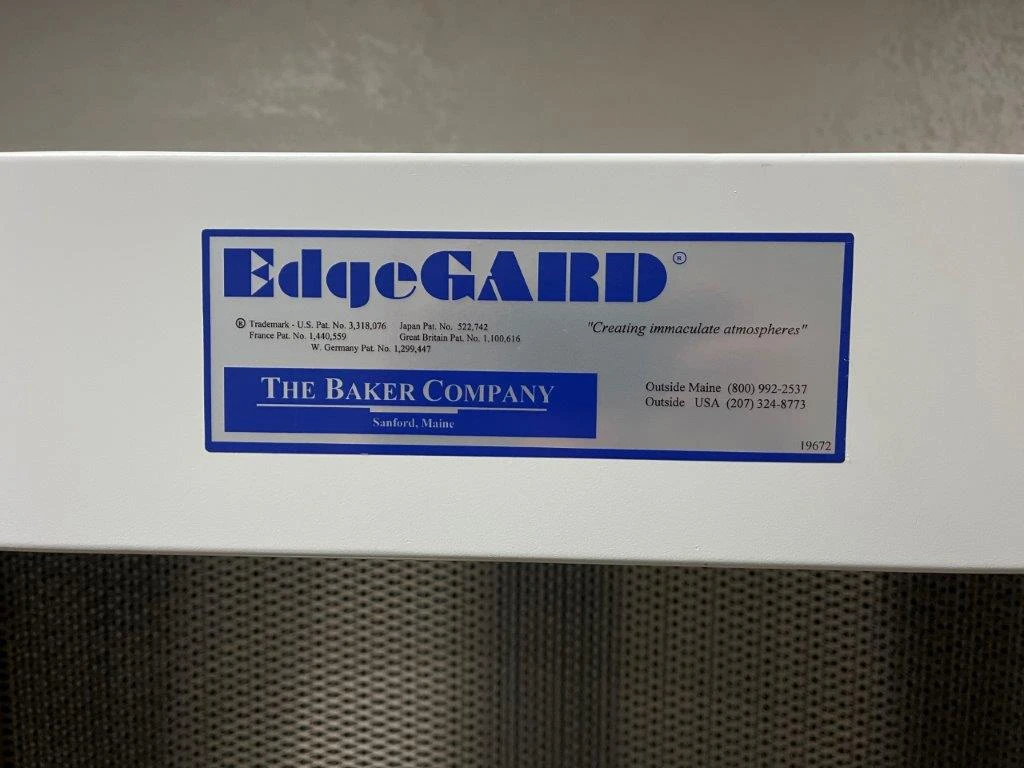 EdgeGARD®
® Trademark - U.S. Pat. No. 3,318,076 Japan Pat. No. 522,742
France Pat. No. 1,440,559 Great Britain Pat. No. 1,100,616
W. Germany Pat. No. 1,299,447
"Creating immaculate atmospheres"
THE BAKER COMPANY
Sanford, Maine
Outside Maine (800) 992-2537
Outside USA (207) 324-8773
19672